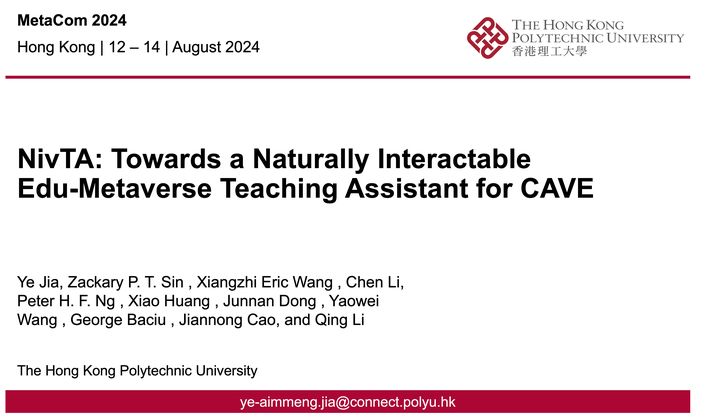 MetaCom 2024
Hong Kong | 12 – 14 | August 2024
THE HONG KONG
POLYTECHNIC UNIVERSITY
香港理工大學
NivTA: Towards a Naturally Interactable
Edu-Metaverse Teaching Assistant for CAVE
Ye Jia, Zackary P. T. Sin , Xiangzhi Eric Wang , Chen Li,
Peter H. F. Ng , Xiao Huang , Junnan Dong , Yaowei
Wang , George Baciu , Jiannong Cao, and Qing Li
The Hong Kong Polytechnic University
ye-aimmeng.jia@connect.polyu.hk